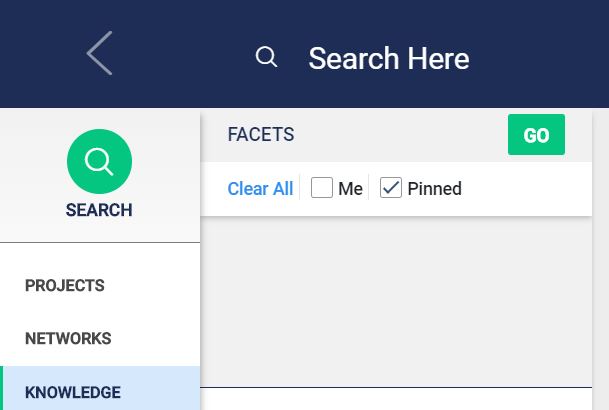 Search Here
FACETS GO
Clear All Me Pinned
SEARCH
PROJECTS
NETWORKS
KNOWLEDGE